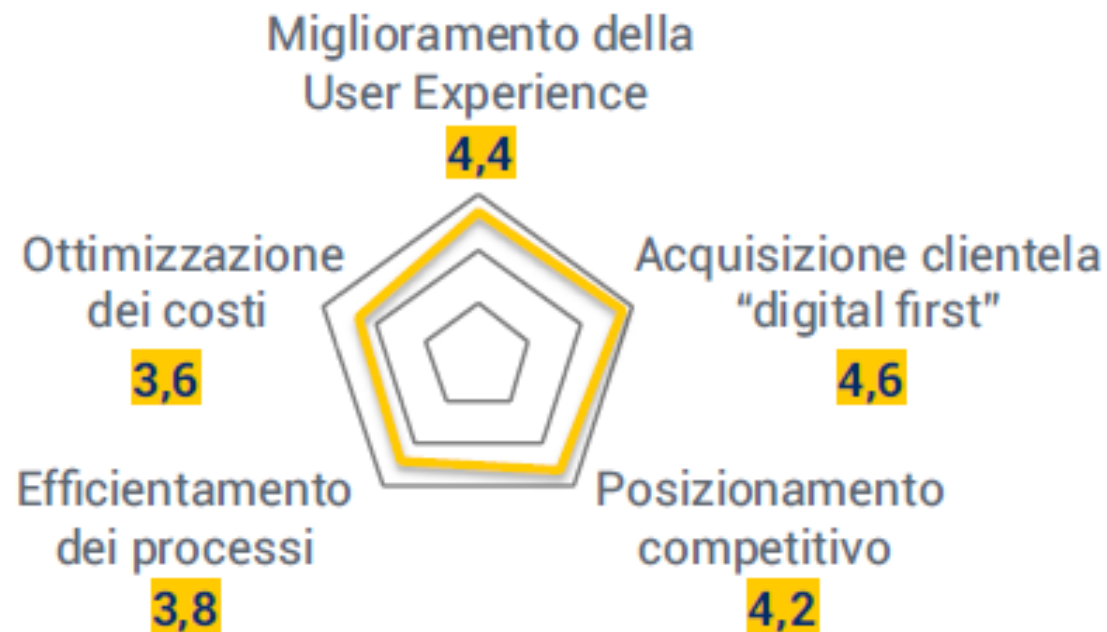 Miglioramento della
User Experience
4,4
Ottimizzazione
dei costi
3,6
Acquisizione clientela
“digital first”
4,6
Efficientamento
dei processi
3,8
Posizionamento
competitivo
4,2